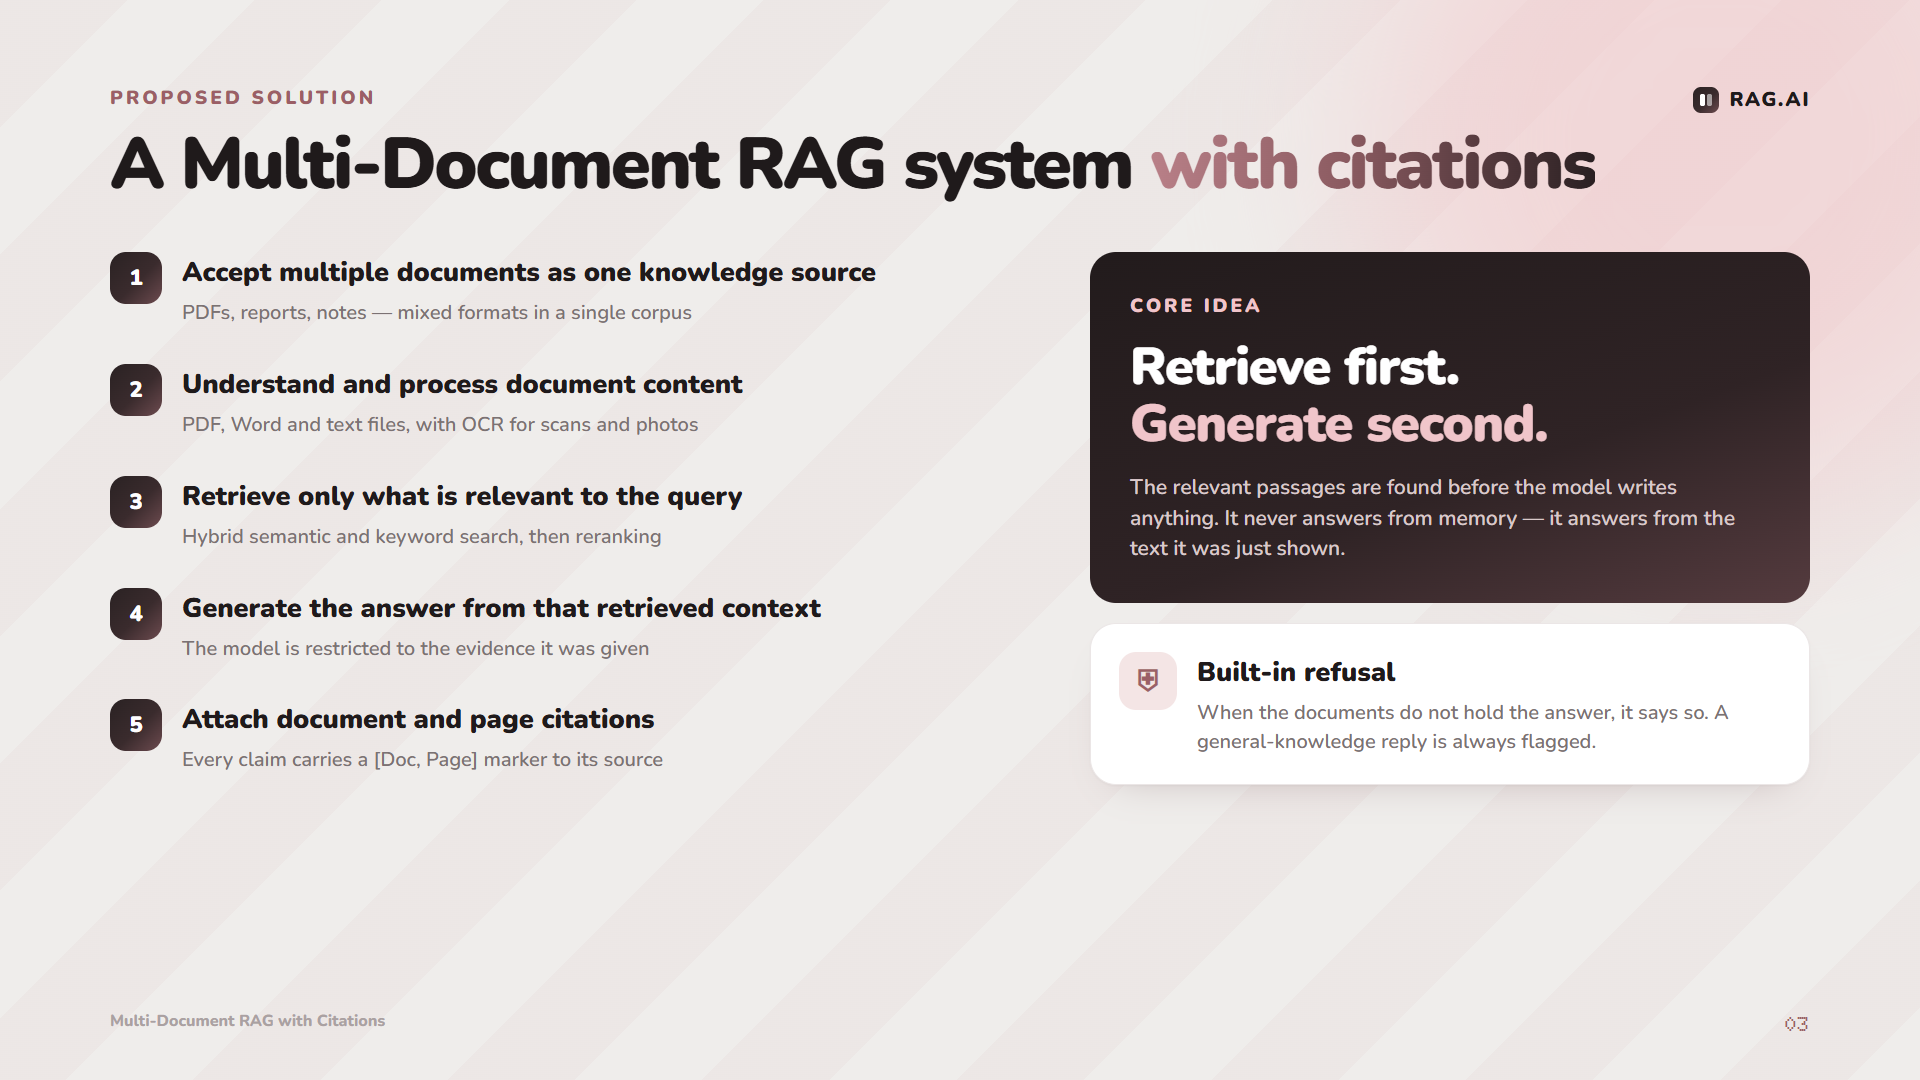 PROPOSED SOLUTION
RAG.AI
A Multi-Document RAG system with citations
1
Accept multiple documents as one knowledge source
PDFs, reports, notes — mixed formats in a single corpus
2
Understand and process document content
PDF, Word and text files, with OCR for scans and photos
3
Retrieve only what is relevant to the query
Hybrid semantic and keyword search, then reranking
4
Generate the answer from that retrieved context
The model is restricted to the evidence it was given
5
Attach document and page citations
Every claim carries a [Doc, Page] marker to its source
CORE IDEA
Retrieve first.
Generate second.
The relevant passages are found before the model writes
anything. It never answers from memory — it answers from the
text it was just shown.
Built-in refusal
When the documents do not hold the answer, it says so. A
general-knowledge reply is always flagged.
Multi-Document RAG with Citations
03